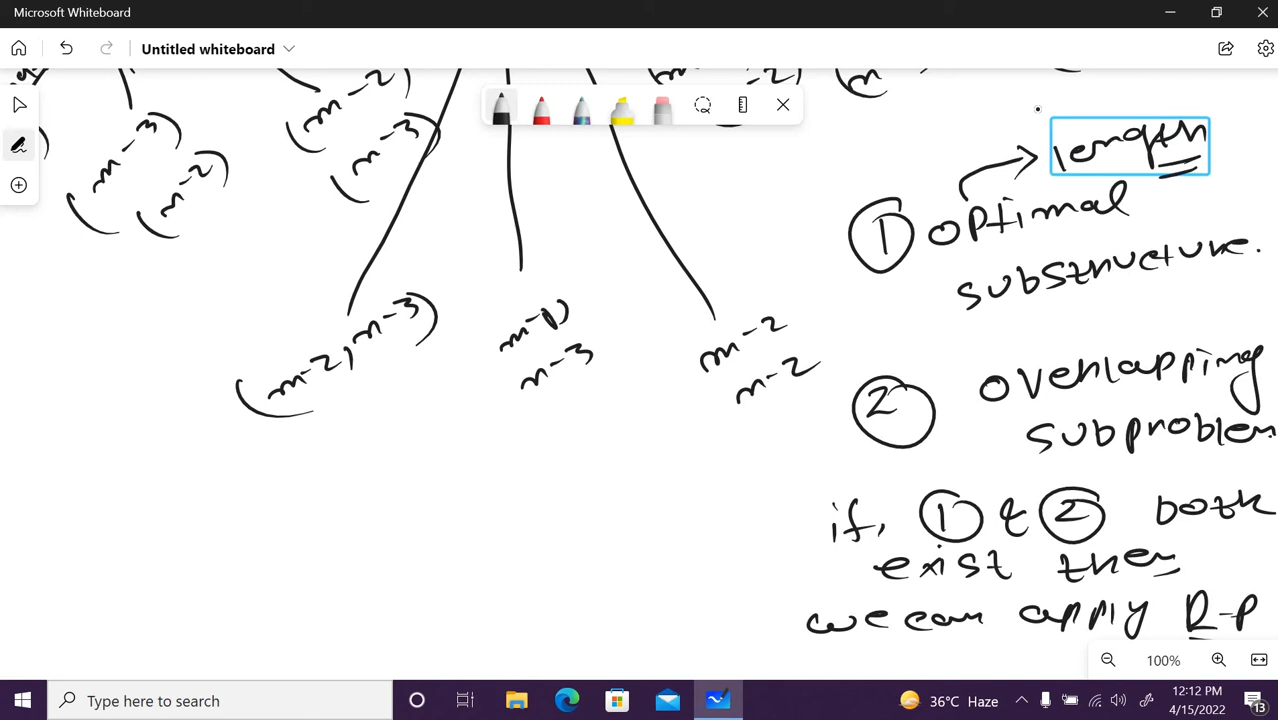 Microsoft Whiteboard
Untitled whiteboard
(m-3)
(n-2)
(m-2)
(n-3)
length
① optimal
substructure.
(m-2, n-3)
m-1)
n-3
m-2
n-2
② overlapping
subproblem
if, ① & ② both
exist then
we can apply D-P
100%
Type here to search
36°C Haze
12:12 PM
4/15/2022
13